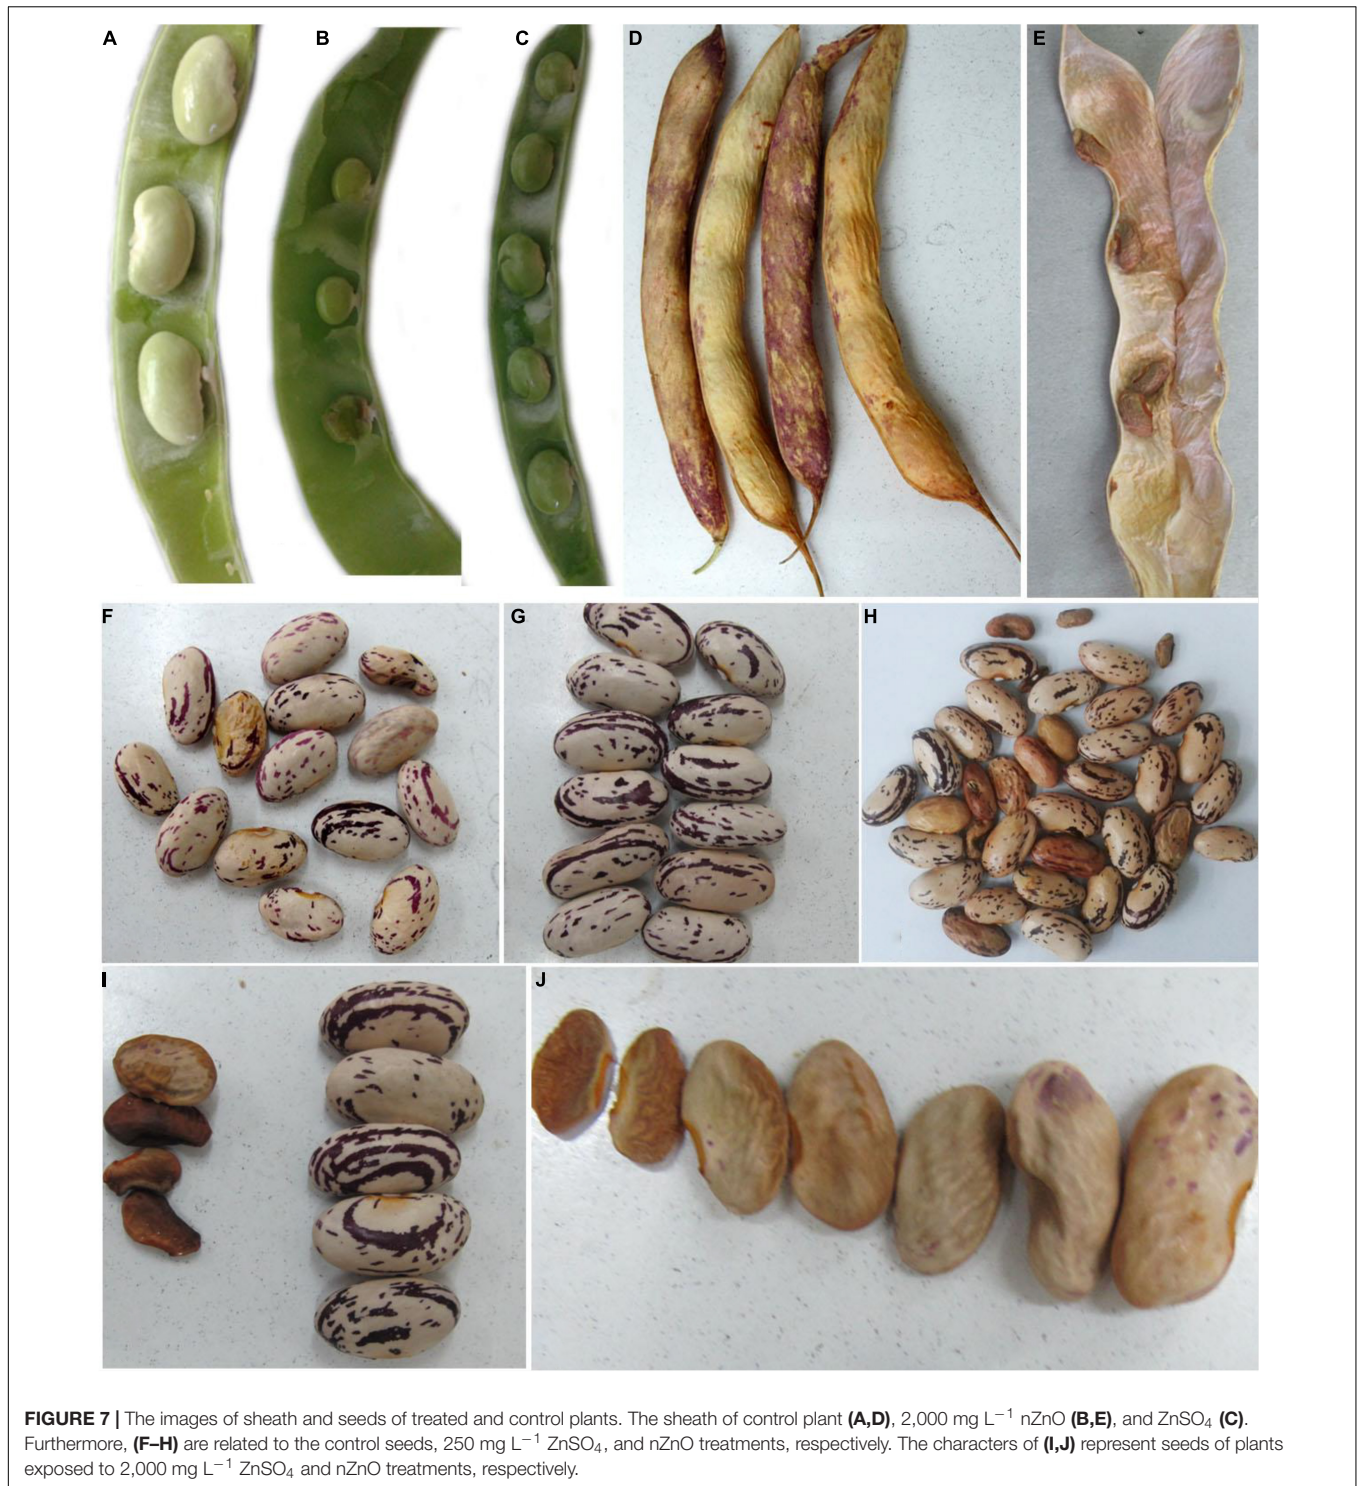 A
B
C
D
E
F
G
H
I
J
FIGURE 7 | The images of sheath and seeds of treated and control plants. The sheath of control plant (A,D), 2,000 mg L⁻¹ nZnO (B,E), and ZnSO₄ (C).
Furthermore, (F–H) are related to the control seeds, 250 mg L⁻¹ ZnSO₄, and nZnO treatments, respectively. The characters of (I,J) represent seeds of plants
exposed to 2,000 mg L⁻¹ ZnSO₄ and nZnO treatments, respectively.